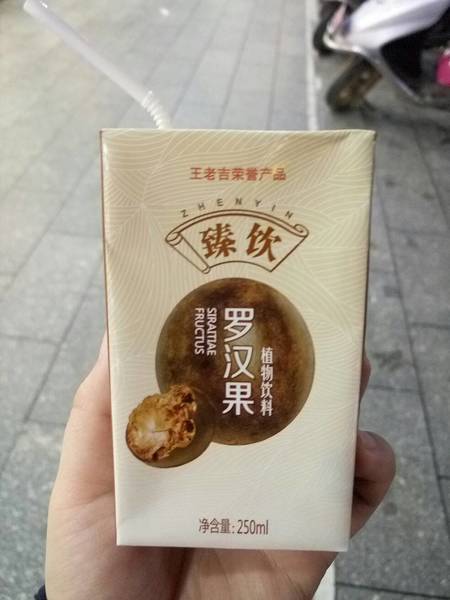 王老吉荣誉产品
ZHENYIN
臻饮
罗汉果
SIRAITIAE
FRUCTUS
植物饮料
净含量:250ml